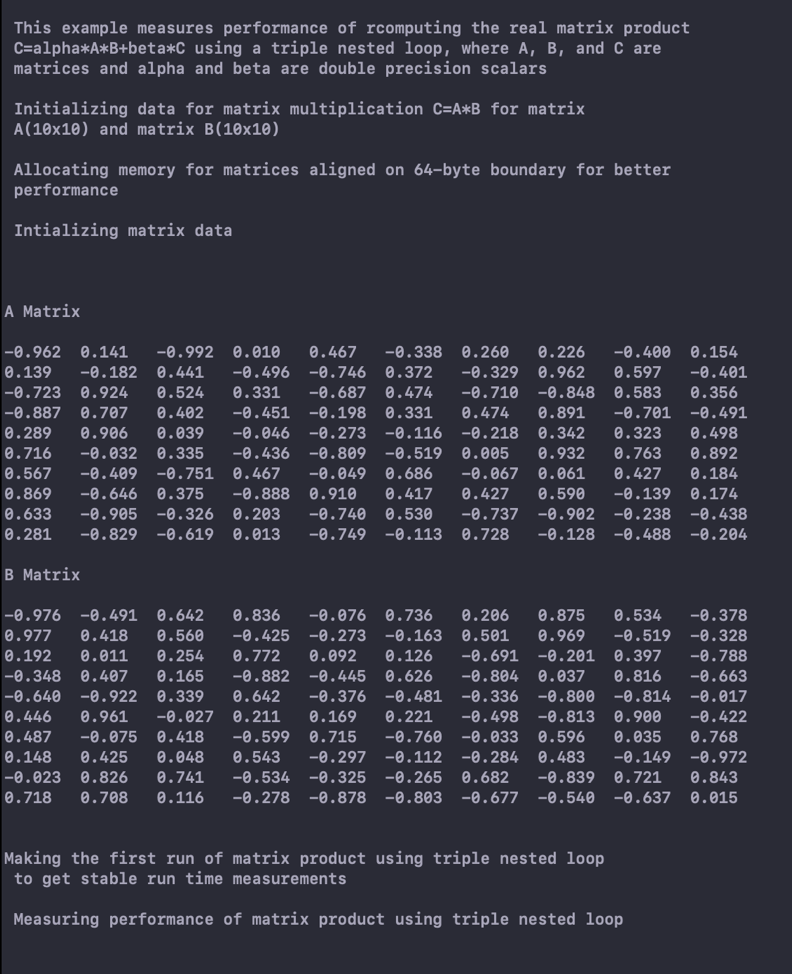 This example measures performance of rcomputing the real matrix product
C=alpha*A*B+beta*C using a triple nested loop, where A, B, and C are
matrices and alpha and beta are double precision scalars
Initializing data for matrix multiplication C=A*B for matrix
A(10x10) and matrix B(10x10)
Allocating memory for matrices aligned on 64-byte boundary for better
performance
Intializing matrix data
A Matrix
-0.962 0.141 -0.992 0.010 0.467 -0.338 0.260 0.226 -0.400 0.154
0.139 -0.182 0.441 -0.496 -0.746 0.372 -0.329 0.962 0.597 -0.401
-0.723 0.924 0.524 0.331 -0.687 0.474 -0.710 -0.848 0.583 0.356
-0.887 0.707 0.402 -0.451 -0.198 0.331 0.474 0.891 -0.701 -0.491
0.289 0.906 0.039 -0.046 -0.273 -0.116 -0.218 0.342 0.323 0.498
0.716 -0.032 0.335 -0.436 -0.809 -0.519 0.005 0.932 0.763 0.892
0.567 -0.409 -0.751 0.467 -0.049 0.686 -0.067 0.061 0.427 0.184
0.869 -0.646 0.375 -0.888 0.910 0.417 0.427 0.590 -0.139 0.174
0.633 -0.905 -0.326 0.203 -0.740 0.530 -0.737 -0.902 -0.238 -0.438
0.281 -0.829 -0.619 0.013 -0.749 -0.113 0.728 -0.128 -0.488 -0.204
B Matrix
-0.976 -0.491 0.642 0.836 -0.076 0.736 0.206 0.875 0.534 -0.378
0.977 0.418 0.560 -0.425 -0.273 -0.163 0.501 0.969 -0.519 -0.328
0.192 0.011 0.254 0.772 0.092 0.126 -0.691 -0.201 0.397 -0.788
-0.348 0.407 0.165 -0.882 -0.445 0.626 -0.804 0.037 0.816 -0.663
-0.640 -0.922 0.339 0.642 -0.376 -0.481 -0.336 -0.800 -0.814 -0.017
0.446 0.961 -0.027 0.211 0.169 0.221 -0.498 -0.813 0.900 -0.422
0.487 -0.075 0.418 -0.599 0.715 -0.760 -0.033 0.596 0.035 0.768
0.148 0.425 0.048 0.543 -0.297 -0.112 -0.284 0.483 -0.149 -0.972
-0.023 0.826 0.741 -0.534 -0.325 -0.265 0.682 -0.839 0.721 0.843
0.718 0.708 0.116 -0.278 -0.878 -0.803 -0.677 -0.540 -0.637 0.015
Making the first run of matrix product using triple nested loop
to get stable run time measurements
Measuring performance of matrix product using triple nested loop